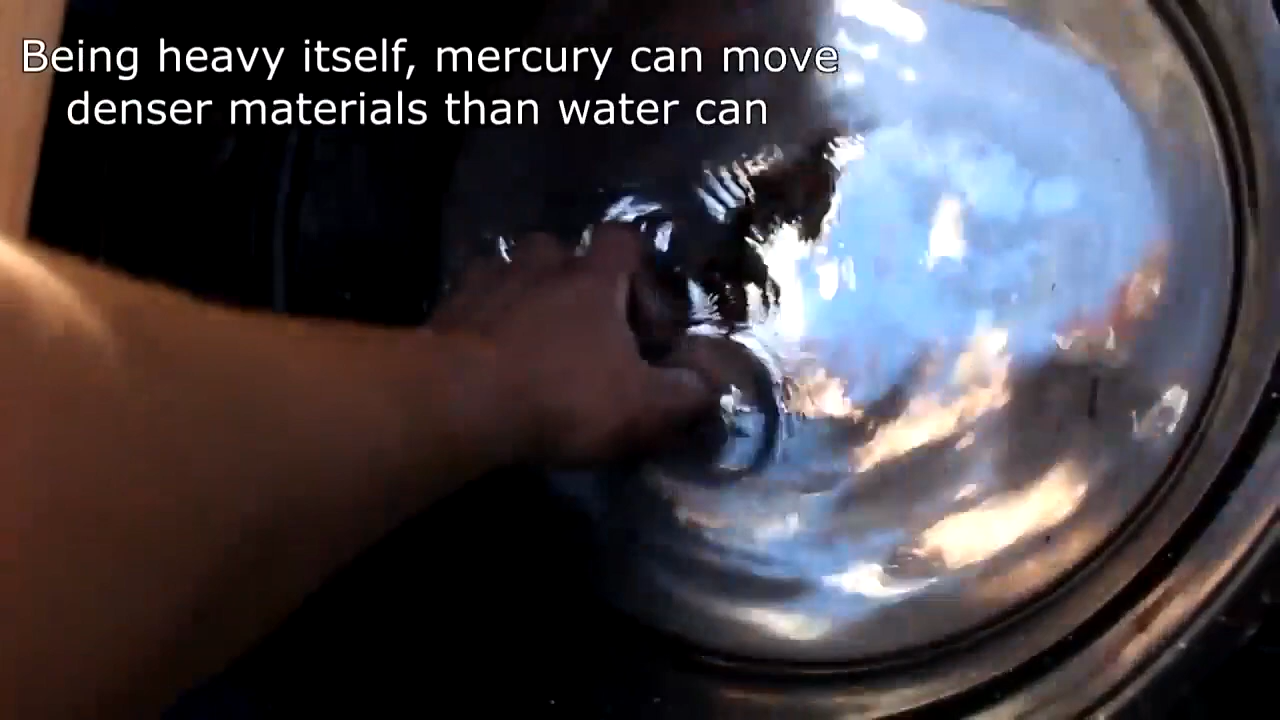 Being heavy itself, mercury can move
denser materials than water can